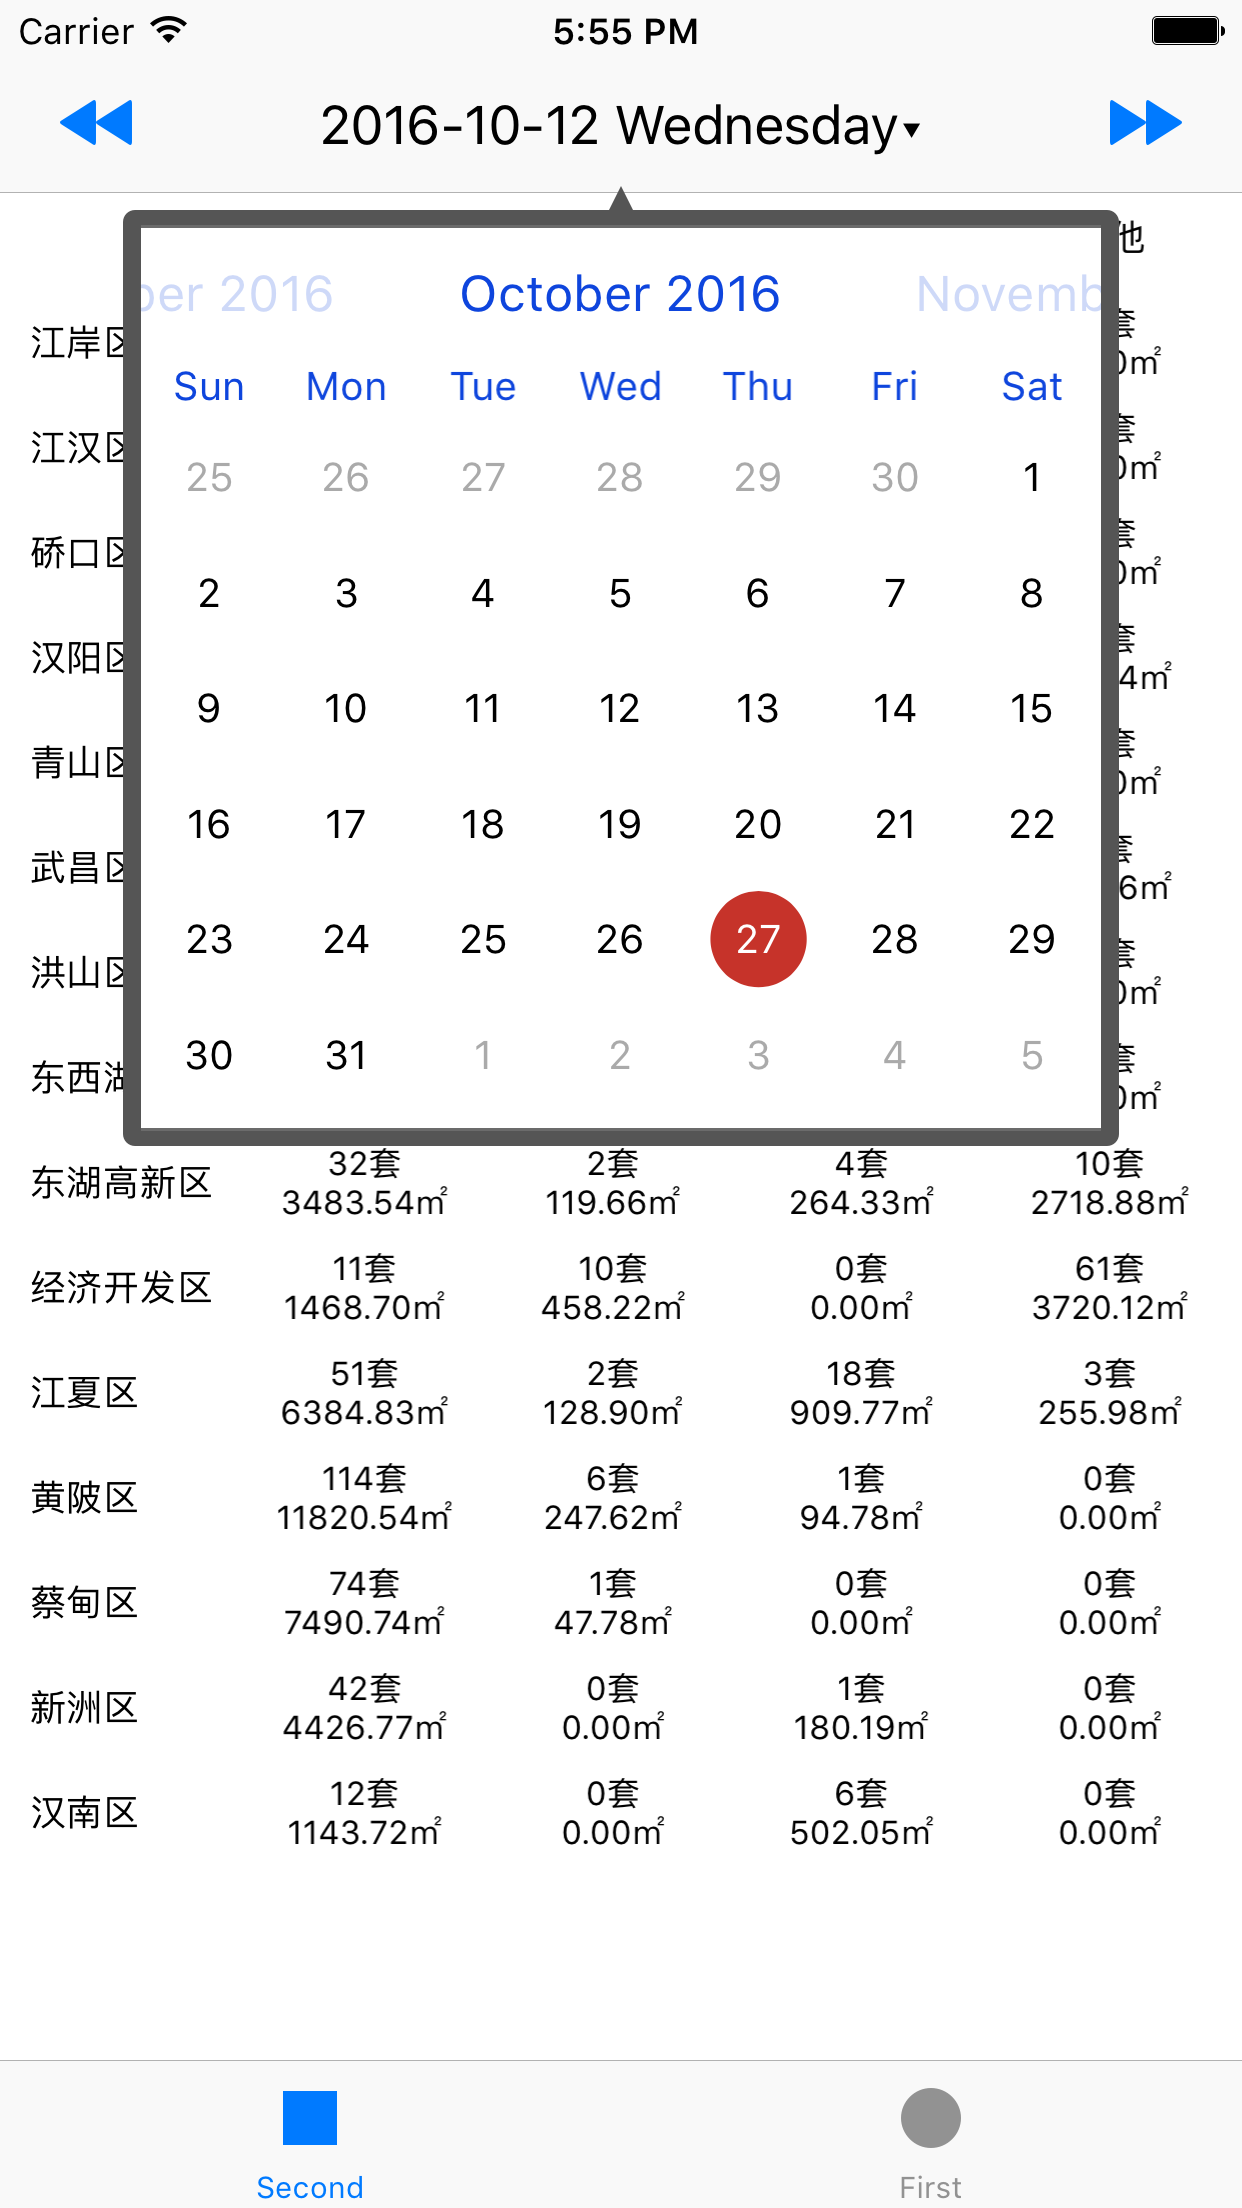 Carrier 5:55 PM
2016-10-12 Wednesday▾
他
ber 2016 October 2016 Novemb
Sun Mon Tue Wed Thu Fri Sat
25 26 27 28 29 30 1
2 3 4 5 6 7 8
9 10 11 12 13 14 15
16 17 18 19 20 21 22
23 24 25 26 27 28 29
30 31 1 2 3 4 5
江岸区 套
0m²
江汉区 套
0m²
硚口区 套
0m²
汉阳区 套
4m²
青山区 套
0m²
武昌区 套
6m²
洪山区 套
0m²
东西湖 套
0m²
东湖高新区 32套 2套 4套 10套
3483.54m² 119.66m² 264.33m² 2718.88m²
经济开发区 11套 10套 0套 61套
1468.70m² 458.22m² 0.00m² 3720.12m²
江夏区 51套 2套 18套 3套
6384.83m² 128.90m² 909.77m² 255.98m²
黄陂区 114套 6套 1套 0套
11820.54m² 247.62m² 94.78m² 0.00m²
蔡甸区 74套 1套 0套 0套
7490.74m² 47.78m² 0.00m² 0.00m²
新洲区 42套 0套 1套 0套
4426.77m² 0.00m² 180.19m² 0.00m²
汉南区 12套 0套 6套 0套
1143.72m² 0.00m² 502.05m² 0.00m²
Second First